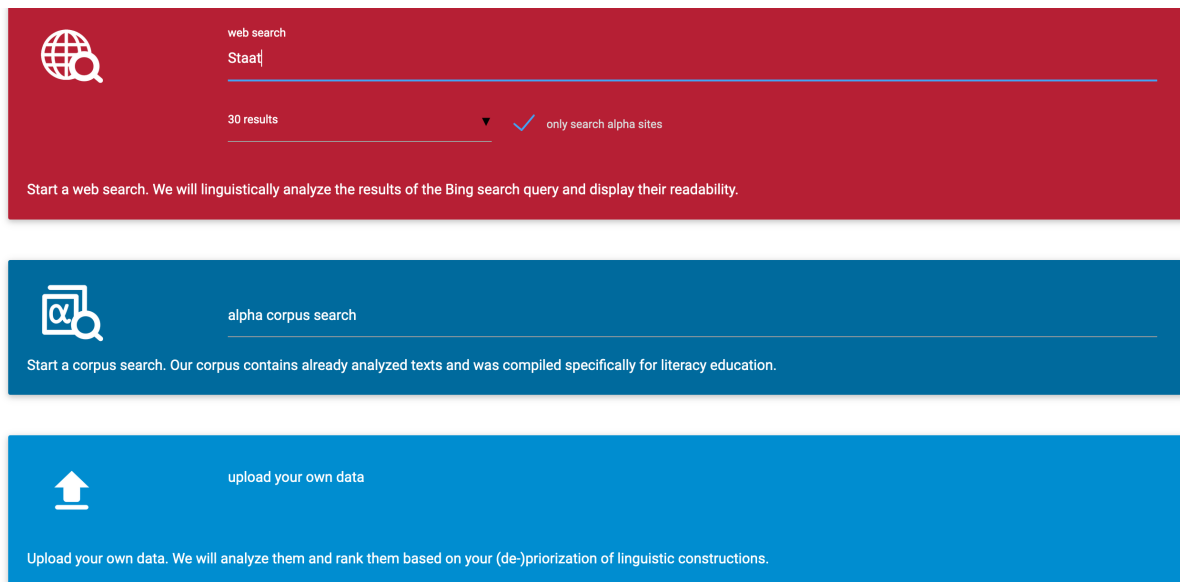 web search
Staat
30 results
only search alpha sites
Start a web search. We will linguistically analyze the results of the Bing search query and display their readability.
α
alpha corpus search
Start a corpus search. Our corpus contains already analyzed texts and was compiled specifically for literacy education.
upload your own data
Upload your own data. We will analyze them and rank them based on your (de-)priorization of linguistic constructions.